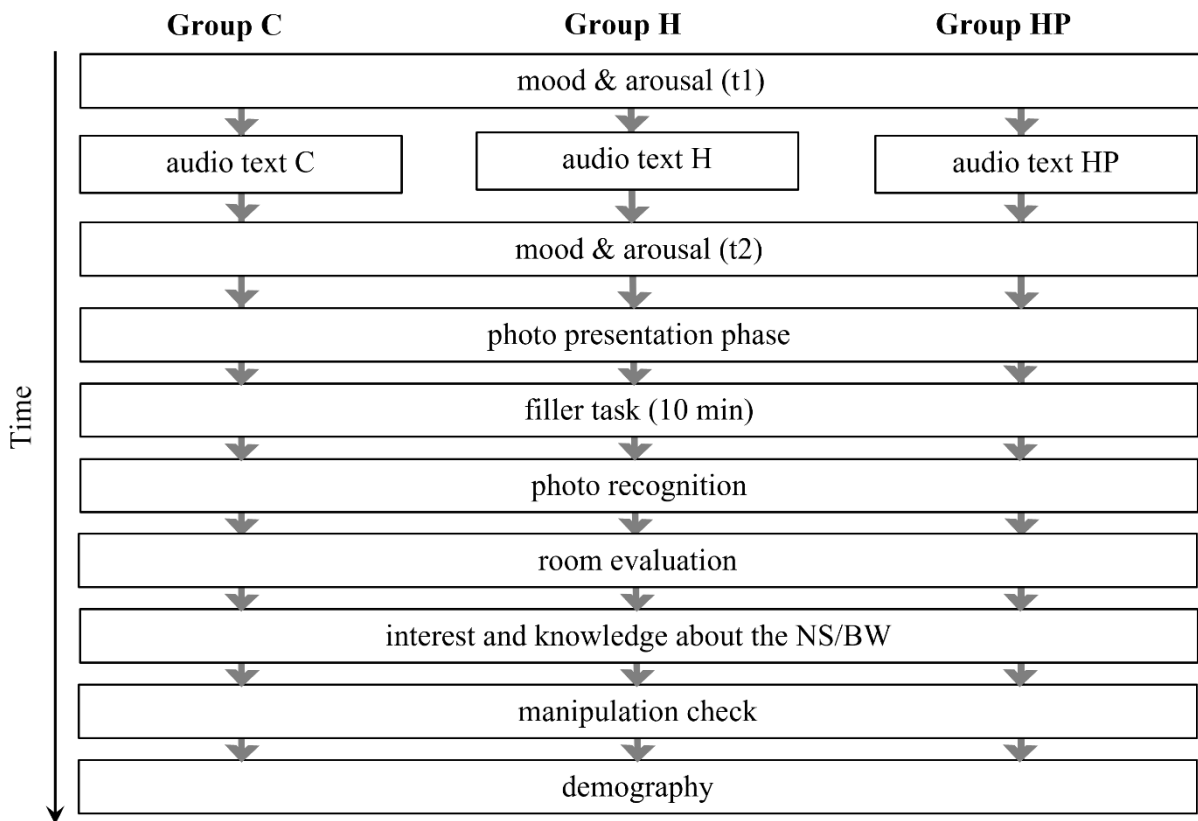 Group C Group H Group HP
mood & arousal (t1)
audio text C audio text H audio text HP
mood & arousal (t2)
photo presentation phase
filler task (10 min)
Time
photo recognition
room evaluation
interest and knowledge about the NS/BW
manipulation check
demography